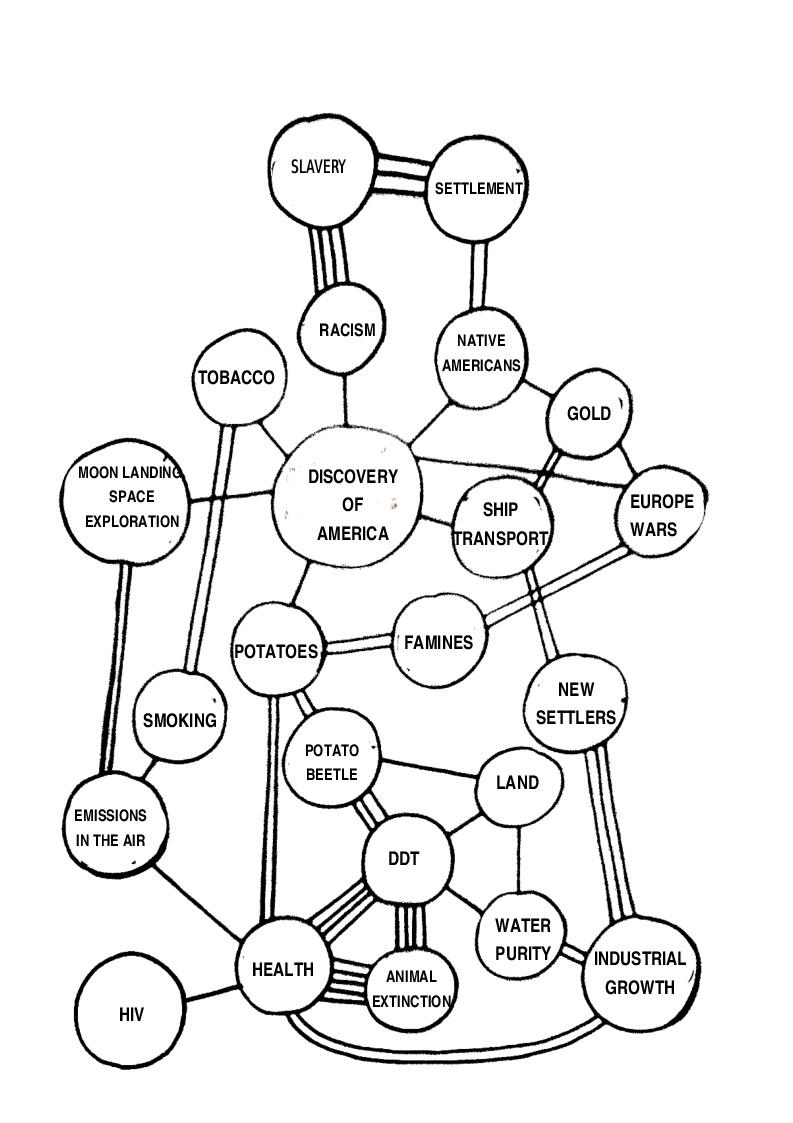 SLAVERY
SETTLEMENT
RACISM
NATIVE
AMERICANS
TOBACCO
GOLD
MOON LANDING
SPACE
EXPLORATION
DISCOVERY
OF
AMERICA
SHIP
TRANSPORT
EUROPE
WARS
POTATOES
FAMINES
SMOKING
NEW
SETTLERS
POTATO
BEETLE
LAND
EMISSIONS
IN THE AIR
DDT
WATER
PURITY
HEALTH
ANIMAL
EXTINCTION
INDUSTRIAL
GROWTH
HIV